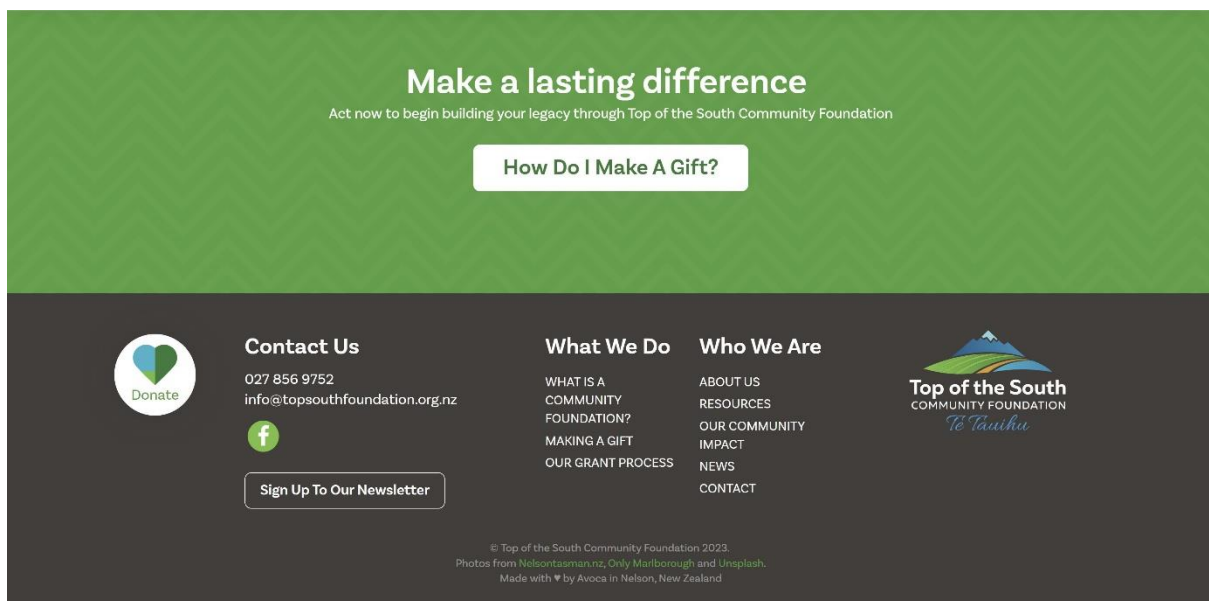 Make a lasting difference
Act now to begin building your legacy through Top of the South Community Foundation
How Do I Make A Gift?
Donate
Contact Us
027 856 9752
info@topsouthfoundation.org.nz
f
Sign Up To Our Newsletter
What We Do
WHAT IS A
COMMUNITY
FOUNDATION?
MAKING A GIFT
OUR GRANT PROCESS
Who We Are
ABOUT US
RESOURCES
OUR COMMUNITY
IMPACT
NEWS
CONTACT
Top of the South
COMMUNITY FOUNDATION
Te Tauihu
© Top of the South Community Foundation 2023.
Photos from Nelsontasman.nz, Only Marlborough and Unsplash.
Made with ♥ by Avoca in Nelson, New Zealand